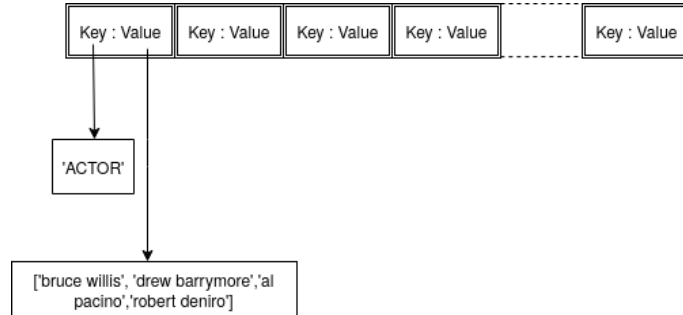 Key : Value
Key : Value
Key : Value
Key : Value
Key : Value
'ACTOR'
['bruce willis', 'drew barrymore','al
pacino','robert deniro']